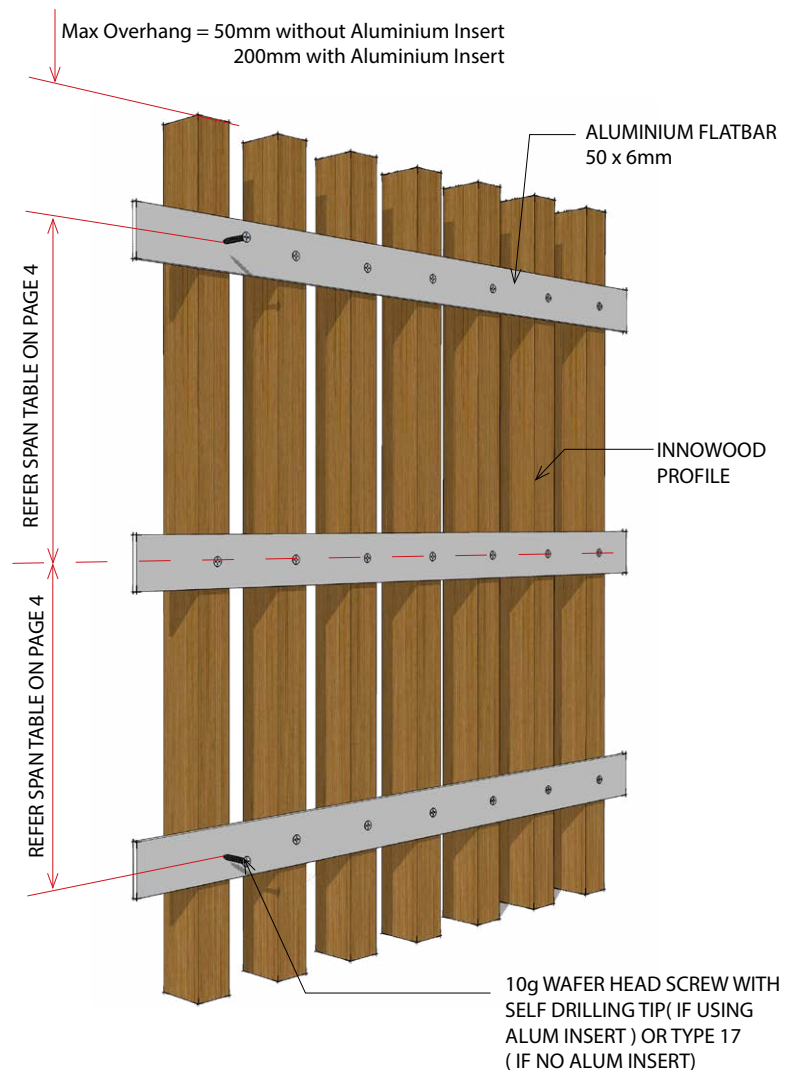 Max Overhang = 50mm without Aluminium Insert
200mm with Aluminium Insert
ALUMINIUM FLATBAR
50 x 6mm
REFER SPAN TABLE ON PAGE 4
INNOWOOD
PROFILE
REFER SPAN TABLE ON PAGE 4
10g WAFER HEAD SCREW WITH
SELF DRILLING TIP( IF USING
ALUM INSERT ) OR TYPE 17
( IF NO ALUM INSERT)